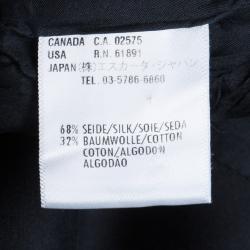 CANADA C.A. 02575
USA R.N. 61891
JAPAN (株)エスカーダ・ジャパン
TEL. 03-5786-6860
68% SEIDE/SILK/SOIE/SEDA
32% BAUMWOLLE/COTTON
COTON/ALGODON
ALGODAO